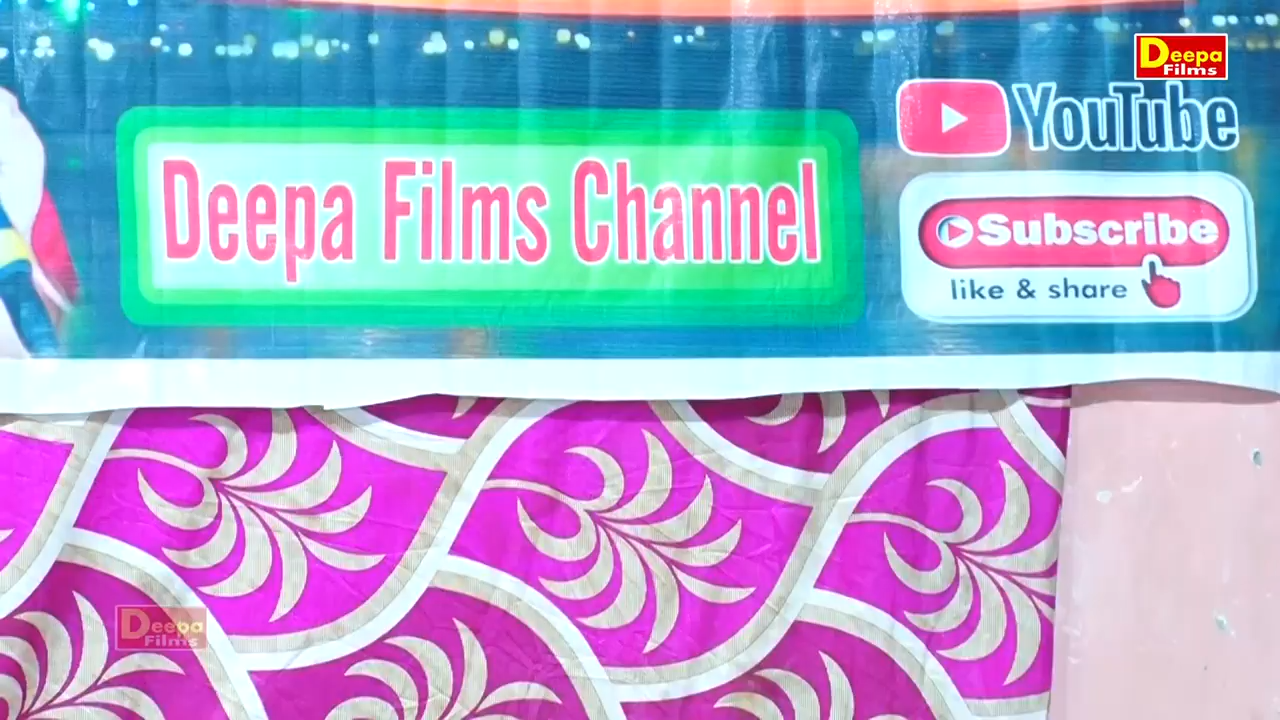 Deepa
Films
YouTube
Deepa Films Channel
Subscribe
like & share
Deepa
Films